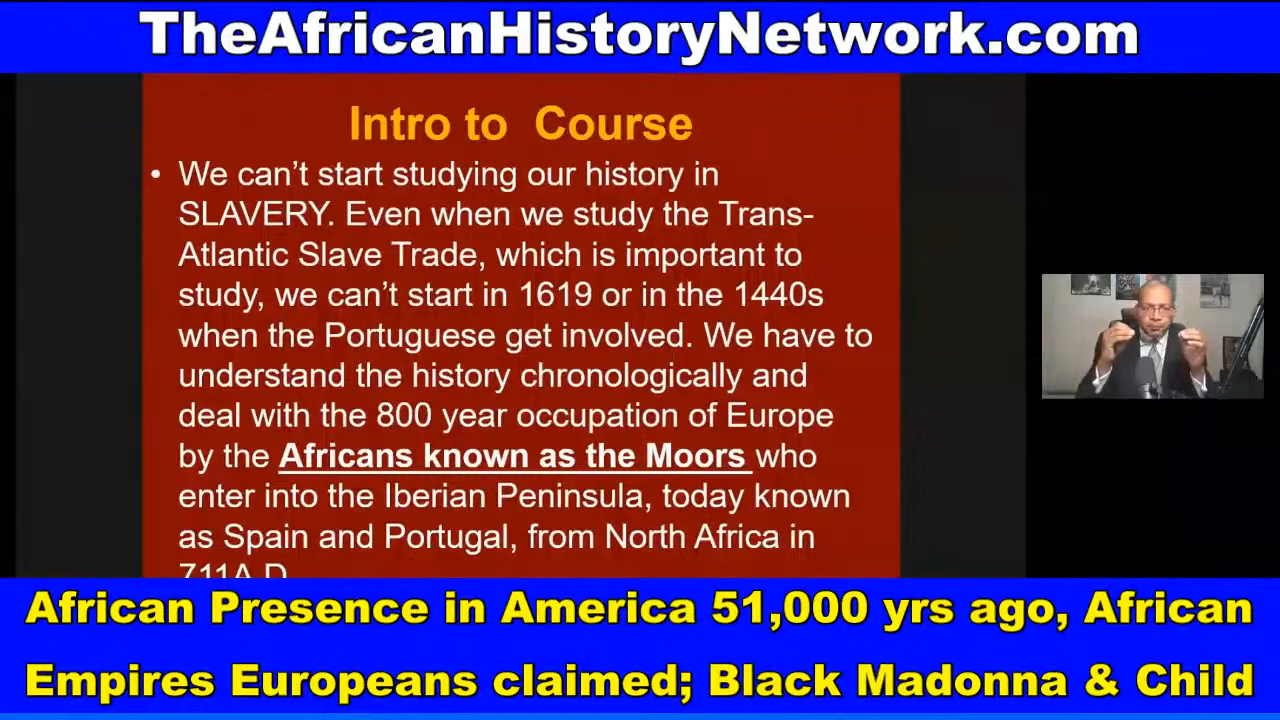 TheAfricanHistoryNetwork.com
Intro to Course
• We can't start studying our history in
SLAVERY. Even when we study the Trans-
Atlantic Slave Trade, which is important to
study, we can't start in 1619 or in the 1440s
when the Portuguese get involved. We have to
understand the history chronologically and
deal with the 800 year occupation of Europe
by the Africans known as the Moors who
enter into the Iberian Peninsula, today known
as Spain and Portugal, from North Africa in
711A.D.
African Presence in America 51,000 yrs ago, African
Empires Europeans claimed; Black Madonna & Child